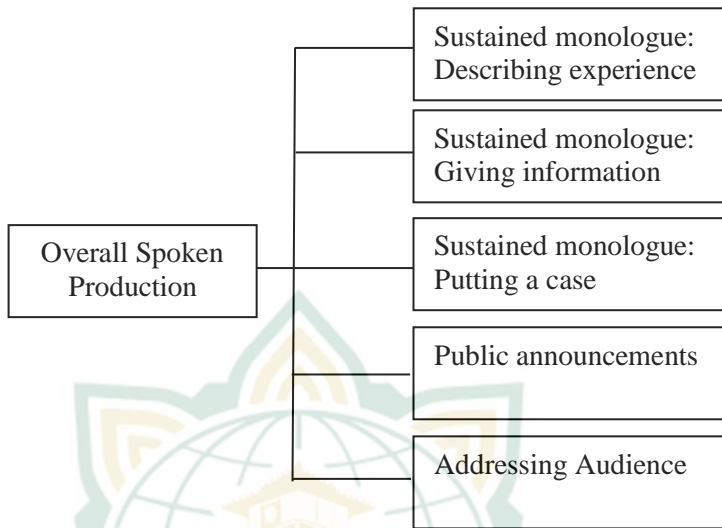 Sustained monologue:
Describing experience
Sustained monologue:
Giving information
Overall Spoken
Production
Sustained monologue:
Putting a case
Public announcements
Addressing Audience